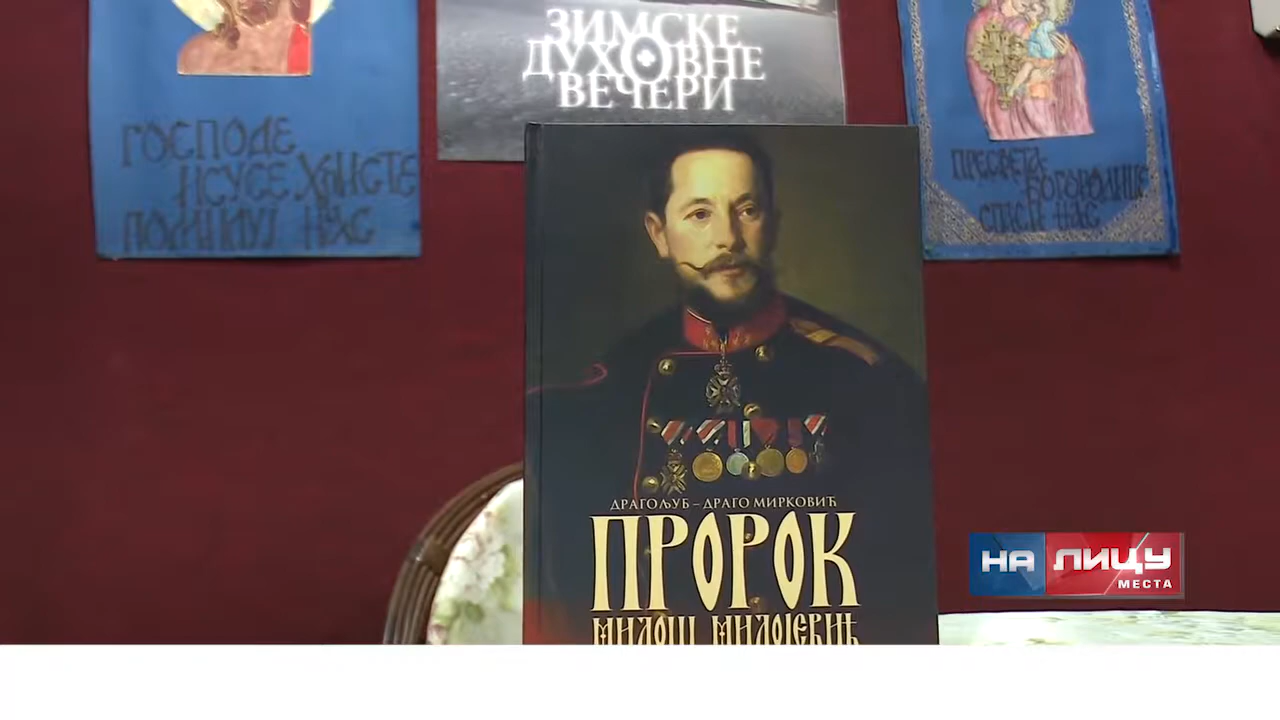 ЗИМСКЕ
ДУХОВНЕ
ВЕЧЕРИ
ГОСПОДЕ
ИСУСЕ ХРИСТЕ
ПОМИЛУЈ НАС
ПРЕСВЕТА
БОГОРОДИЦЕ
СПАСИ НАС
ДРАГОЉУБ – ДРАГО МИРКОВИЋ
ПРОРОК
МИЛОШ МИЛОЈЕВИЋ
НА ЛИЦУ
МЕСТА